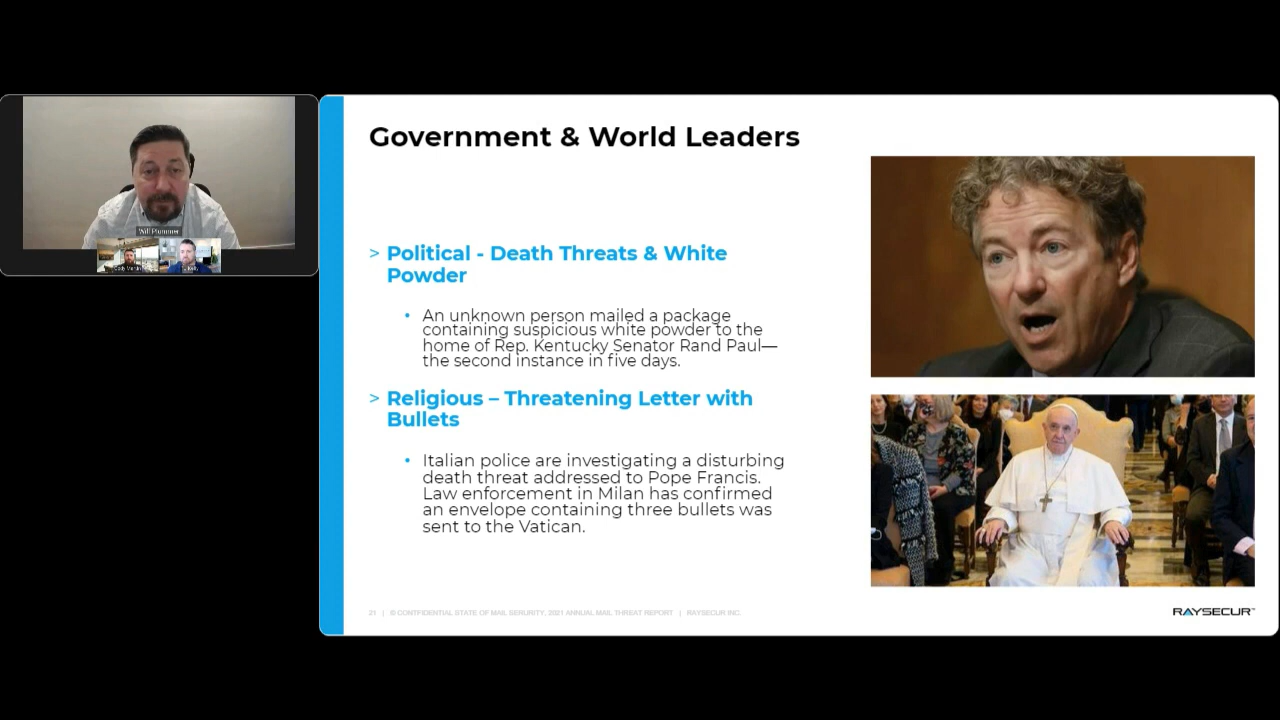 Government & World Leaders
> Political - Death Threats & White
Powder
• An unknown person mailed a package
containing suspicious white powder to the
home of Rep. Kentucky Senator Rand Paul—
the second instance in five days.
> Religious – Threatening Letter with
Bullets
• Italian police are investigating a disturbing
death threat addressed to Pope Francis.
Law enforcement in Milan has confirmed
an envelope containing three bullets was
sent to the Vatican.
21 | © CONFIDENTIAL STATE OF MAIL SERURITY, 2021 ANNUAL MAIL THREAT REPORT | RAYSECUR INC.
RAYSECUR
Will Plummer
Cody Martin